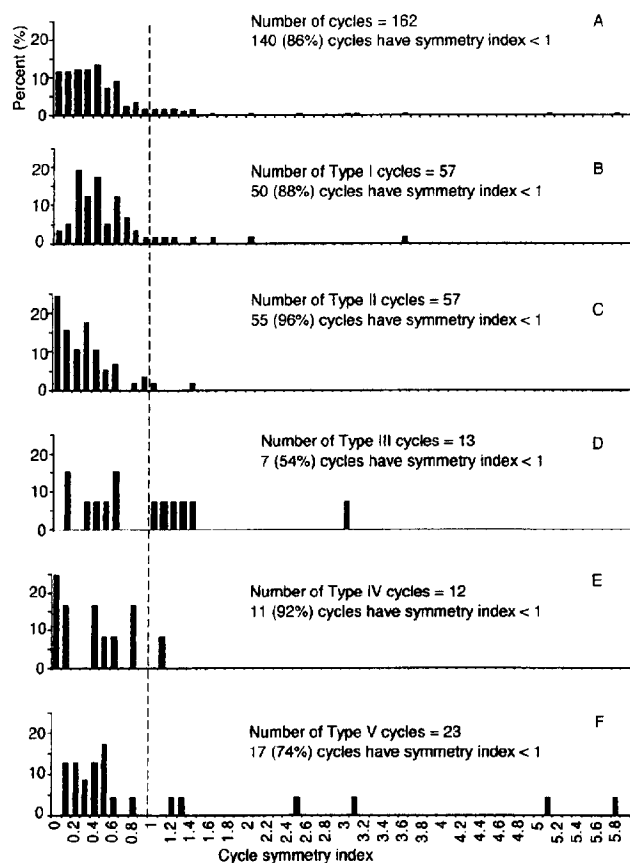 Number of cycles = 162
A
140 (86%) cycles have symmetry index < 1
Percent (%)
20
10
0
Number of Type I cycles = 57
B
50 (88%) cycles have symmetry index < 1
20
10
0
Number of Type II cycles = 57
C
55 (96%) cycles have symmetry index < 1
20
10
0
Number of Type III cycles = 13
D
7 (54%) cycles have symmetry index < 1
20
10
0
Number of Type IV cycles = 12
E
11 (92%) cycles have symmetry index < 1
20
10
0
Number of Type V cycles = 23
F
17 (74%) cycles have symmetry index < 1
20
10
0
0 0.2 0.4 0.6 0.8 1 1.2 1.4 1.6 1.8 2 2.2 2.4 2.6 2.8 3 3.2 3.4 3.6 3.8 4 4.2 4.4 4.6 4.8 5 5.2 5.4 5.6 5.8
Cycle symmetry index